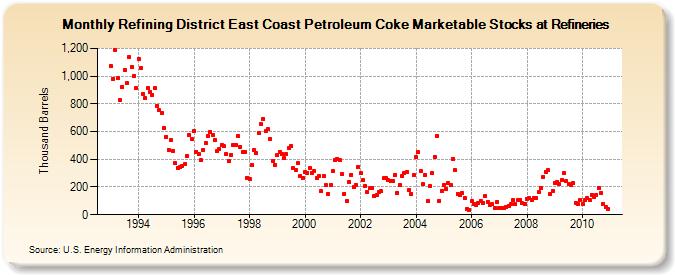 Monthly Refining District East Coast Petroleum Coke Marketable Stocks at Refineries
Thousand Barrels
1,200
1,000
800
600
400
200
0
1994 1996 1998 2000 2002 2004 2006 2008 2010
Source: U.S. Energy Information Administration